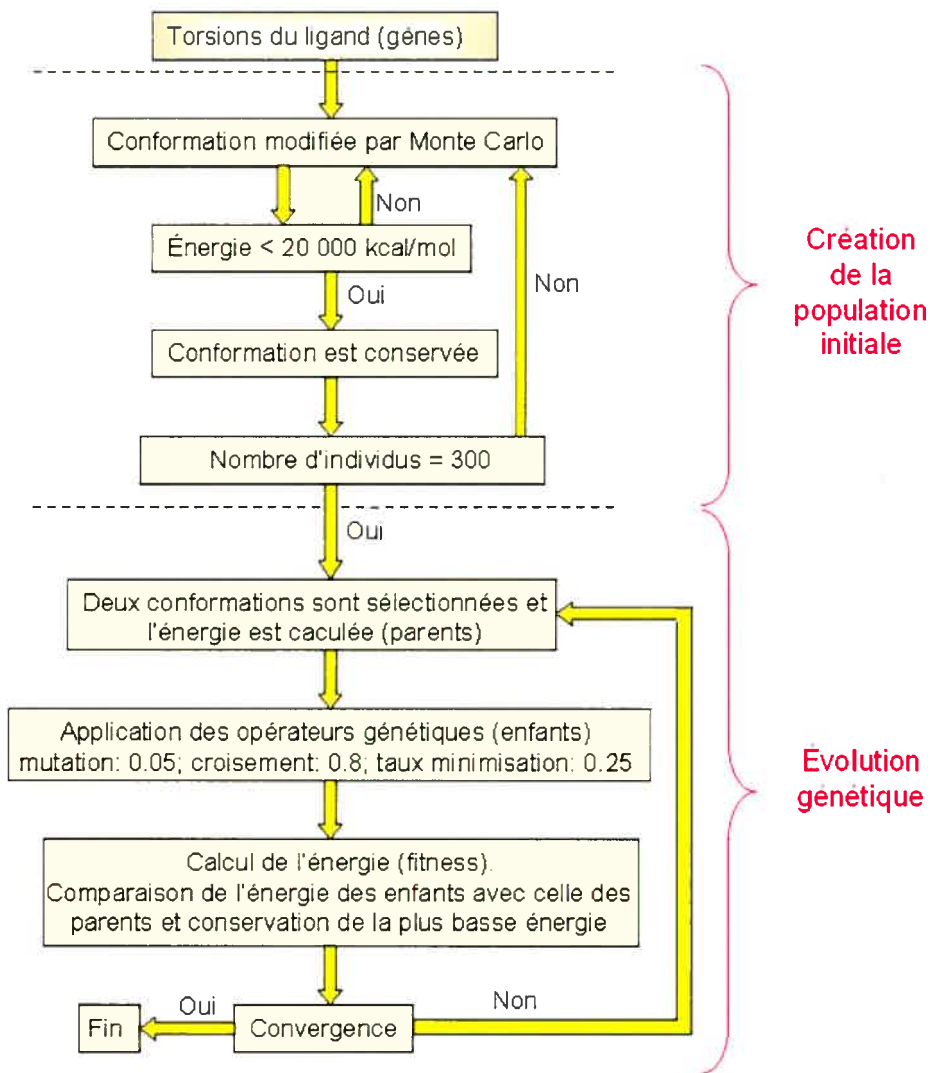 Torsions du ligand (gènes)
Conformation modifiée par Monte Carlo
Non
Énergie < 20 000 kcal/mol
Oui
Non
Conformation est conservée
Nombre d'individus = 300
Création
de la
population
initiale
Oui
Deux conformations sont sélectionnées et
l'énergie est caculée (parents)
Application des opérateurs génétiques (enfants)
mutation: 0.05; croisement: 0.8; taux minimisation: 0.25
Évolution
génétique
Calcul de l'énergie (fitness).
Comparaison de l'énergie des enfants avec celle des
parents et conservation de la plus basse énergie
Oui
Non
Fin
Convergence